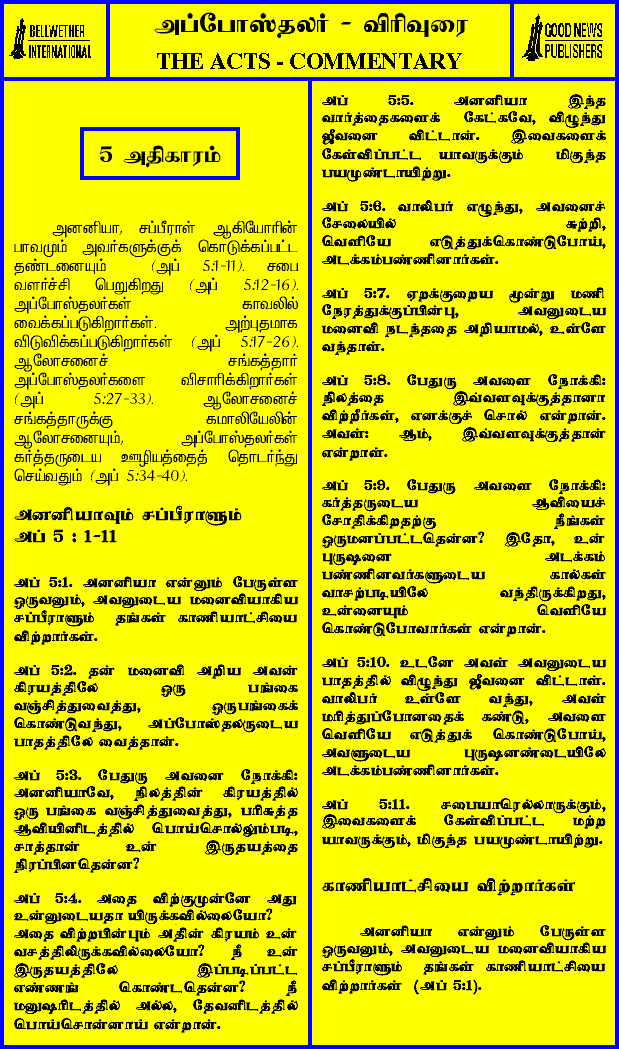 BELLWETHER
INTERNATIONAL
அப்போஸ்தலர் - விரிவுரை
THE ACTS - COMMENTARY
GOOD NEWS
PUBLISHERS
5 அதிகாரம்
அனனியா, சப்பீராள் ஆகியோரின்
பாவமும் அவர்களுக்குக் கொடுக்கப்பட்ட
தண்டனையும் (அப் 5:1-11). சபை
வளர்ச்சி பெறுகிறது (அப் 5:12-16).
அப்போஸ்தலர்கள் காவலில்
வைக்கப்படுகிறார்கள். அற்புதமாக
விடுவிக்கப்படுகிறார்கள் (அப் 5:17-26).
ஆலோசனைச் சங்கத்தார்
அப்போஸ்தலர்களை விசாரிக்கிறார்கள்
(அப் 5:27-33). ஆலோசனைச்
சங்கத்தாருக்கு கமாலியேலின்
ஆலோசனையும், அப்போஸ்தலர்கள்
கர்த்தருடைய ஊழியத்தைத் தொடர்ந்து
செய்வதும் (அப் 5:34-40).
அனனியாவும் சப்பீராளும்
அப் 5 : 1-11
அப் 5:1. அனனியா என்னும் பேருள்ள
ஒருவனும், அவனுடைய மனைவியாகிய
சப்பீராளும் தங்கள் காணியாட்சியை
விற்றார்கள்.
அப் 5:2. தன் மனைவி அறிய அவன்
கிரயத்திலே ஒரு பங்கை
வஞ்சித்துவைத்து, ஒருபங்கைக்
கொண்டுவந்து, அப்போஸ்தலருடைய
பாதத்திலே வைத்தான்.
அப் 5:3. பேதுரு அவனை நோக்கி:
அனனியாவே, நிலத்தின் கிரயத்தில்
ஒரு பங்கை வஞ்சித்துவைத்து, பரிசுத்த
ஆவியினிடத்தில் பொய்சொல்லும்படி,
சாத்தான் உன் இருதயத்தை
நிரப்பினதென்ன?
அப் 5:4. அதை விற்குமுன்னே அது
உன்னுடையதா யிருக்கவில்லையோ?
அதை விற்றபின்பும் அதின் கிரயம் உன்
வசத்திலிருக்கவில்லையோ? நீ உன்
இருதயத்திலே இப்படிப்பட்ட
எண்ணங் கொண்டதென்ன? நீ
மனுஷரிடத்தில் அல்ல, தேவனிடத்தில்
பொய்சொன்னாய் என்றான்.
அப் 5:5. அனனியா இந்த
வார்த்தைகளைக் கேட்கவே, விழுந்து
ஜீவனை விட்டான். இவைகளைக்
கேள்விப்பட்ட யாவருக்கும் மிகுந்த
பயமுண்டாயிற்று.
அப் 5:6. வாலிபர் எழுந்து, அவனைச்
சேலையில் சுற்றி,
வெளியே எடுத்துக்கொண்டுபோய்,
அடக்கம்பண்ணினார்கள்.
அப் 5:7. ஏறக்குறைய மூன்று மணி
நேரத்துக்குப்பின்பு, அவனுடைய
மனைவி நடந்ததை அறியாமல், உள்ளே
வந்தாள்.
அப் 5:8. பேதுரு அவளை நோக்கி:
நிலத்தை இவ்வளவுக்குத்தானா
விற்றீர்கள், எனக்குச் சொல் என்றான்.
அவள்: ஆம், இவ்வளவுக்குத்தான்
என்றாள்.
அப் 5:9. பேதுரு அவளை நோக்கி:
கர்த்தருடைய ஆவியைச்
சோதிக்கிறதற்கு நீங்கள்
ஒருமனப்பட்டதென்ன? இதோ, உன்
புருஷனை அடக்கம்
பண்ணினவர்களுடைய கால்கள்
வாசற்படியிலே வந்திருக்கிறது,
உன்னையும் வெளியே
கொண்டுபோவார்கள் என்றான்.
அப் 5:10. உடனே அவள் அவனுடைய
பாதத்தில் விழுந்து ஜீவனை விட்டாள்.
வாலிபர் உள்ளே வந்து, அவள்
மரித்துப்போனதைக் கண்டு, அவளை
வெளியே எடுத்துக் கொண்டுபோய்,
அவளுடைய புருஷனண்டையிலே
அடக்கம்பண்ணினார்கள்.
அப் 5:11. சபையாரெல்லாருக்கும்,
இவைகளைக் கேள்விப்பட்ட மற்ற
யாவருக்கும், மிகுந்த பயமுண்டாயிற்று.
காணியாட்சியை விற்றார்கள்
அனனியா என்னும் பேருள்ள
ஒருவனும், அவனுடைய மனைவியாகிய
சப்பீராளும் தங்கள் காணியாட்சியை
விற்றார்கள் (அப் 5:1).